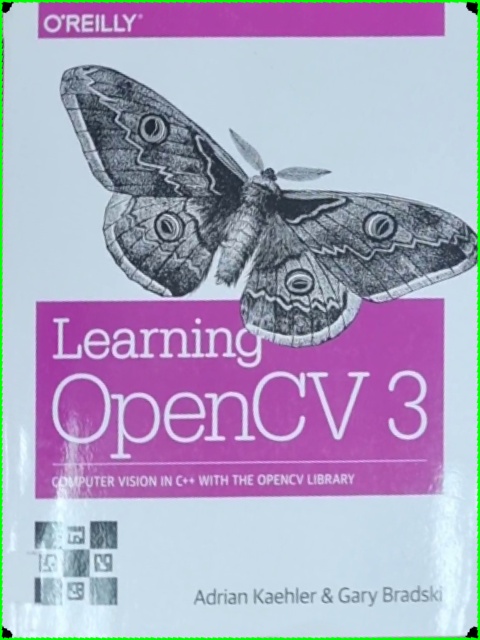 O'REILLY®
Learning
OpenCV 3
COMPUTER VISION IN C++ WITH THE OPENCV LIBRARY
Adrian Kaehler & Gary Bradski